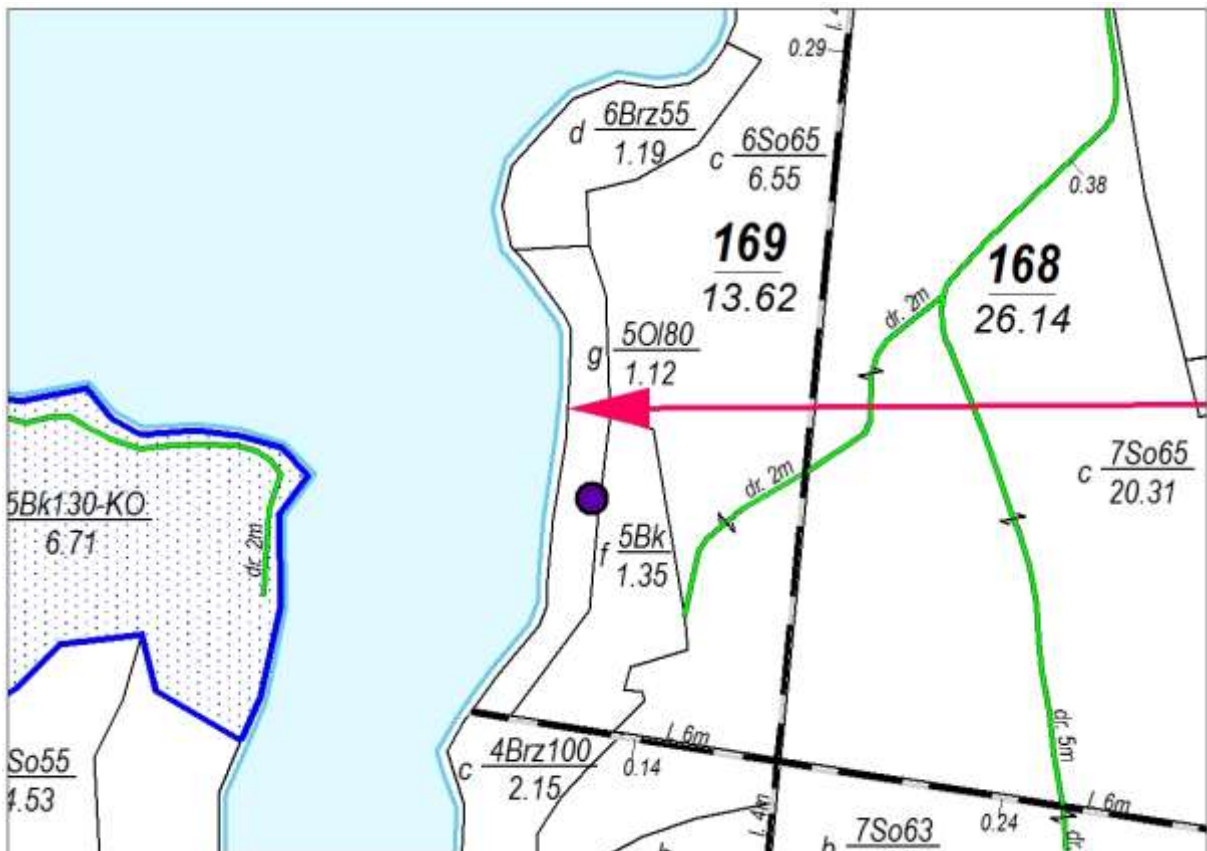 l. 4
0.29
d 6Brz55
1.19
c 6So65
6.55
0.38
169
13.62
168
26.14
dr. 2m
g 5Ol80
1.12
c 7So65
20.31
dr. 2m
5Bk130-KO
6.71
dr. 2m
f 5Bk
1.35
dr. 5m
l. 6m
c 4Brz100
2.15
0.14
So55
4.53
l. 4m
0.24
l. 6m
7So63
dr.